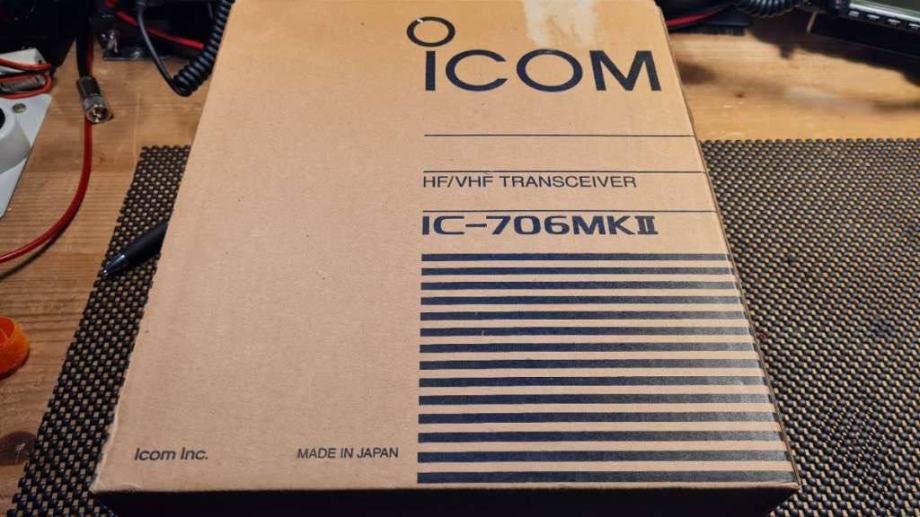 ICOM
HF/VHF TRANSCEIVER
IC-706MKII
Icom Inc.
MADE IN JAPAN